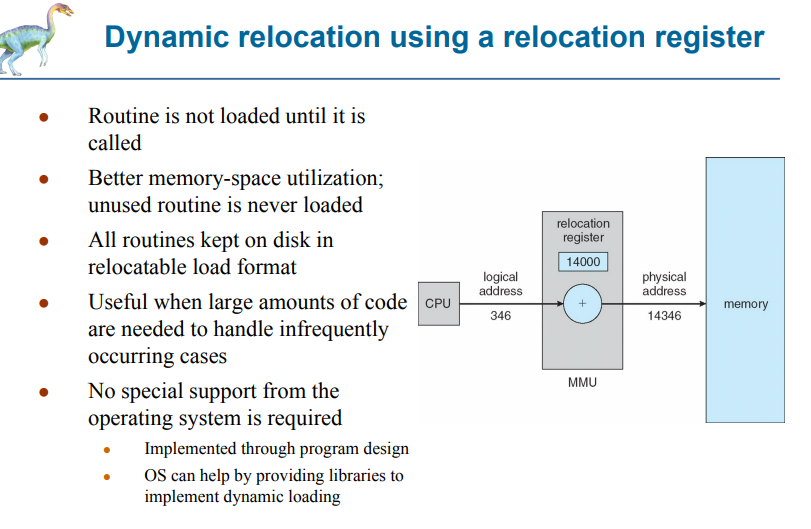 Dynamic relocation using a relocation register
Routine is not loaded until it is
called
Better memory-space utilization;
unused routine is never loaded
All routines kept on disk in
relocatable load format
Useful when large amounts of code
are needed to handle infrequently
occurring cases
No special support from the
operating system is required
Implemented through program design
OS can help by providing libraries to
implement dynamic loading
CPU
logical
address
346
relocation
register
14000
+
MMU
physical
address
14346
memory